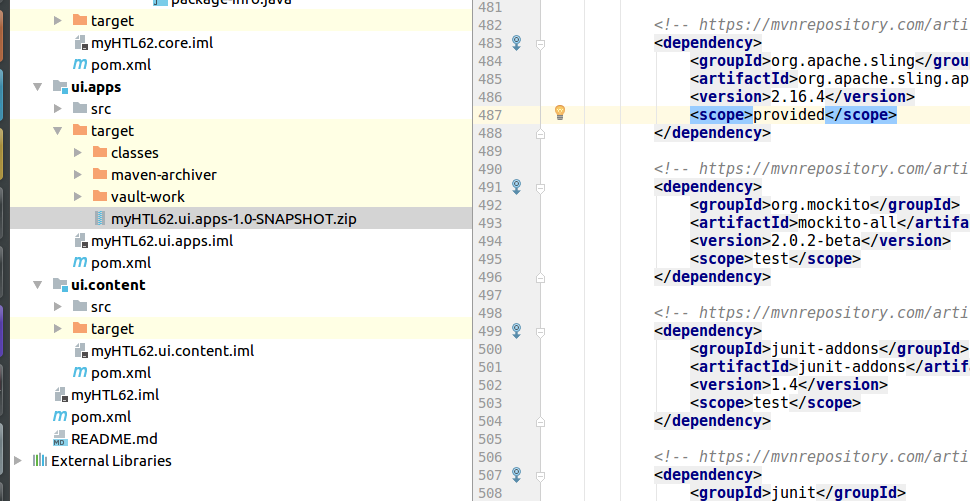 package-info.java
target
myHTL62.core.iml
pom.xml
ui.apps
src
target
classes
maven-archiver
vault-work
myHTL62.ui.apps-1.0-SNAPSHOT.zip
myHTL62.ui.apps.iml
pom.xml
ui.content
src
target
myHTL62.ui.content.iml
pom.xml
myHTL62.iml
pom.xml
README.md
External Libraries
481
482 <!-- https://mvnrepository.com/arti
483 <dependency>
484 <groupId>org.apache.sling</grou
485 <artifactId>org.apache.sling.ap
486 <version>2.16.4</version>
487 <scope>provided</scope>
488 </dependency>
489
490 <!-- https://mvnrepository.com/arti
491 <dependency>
492 <groupId>org.mockito</groupId>
493 <artifactId>mockito-all</artifa
494 <version>2.0.2-beta</version>
495 <scope>test</scope>
496 </dependency>
497
498 <!-- https://mvnrepository.com/arti
499 <dependency>
500 <groupId>junit-addons</groupId>
501 <artifactId>junit-addons</artif
502 <version>1.4</version>
503 <scope>test</scope>
504 </dependency>
505
506 <!-- https://mvnrepository.com/arti
507 <dependency>
508 <groupId>junit</groupId>